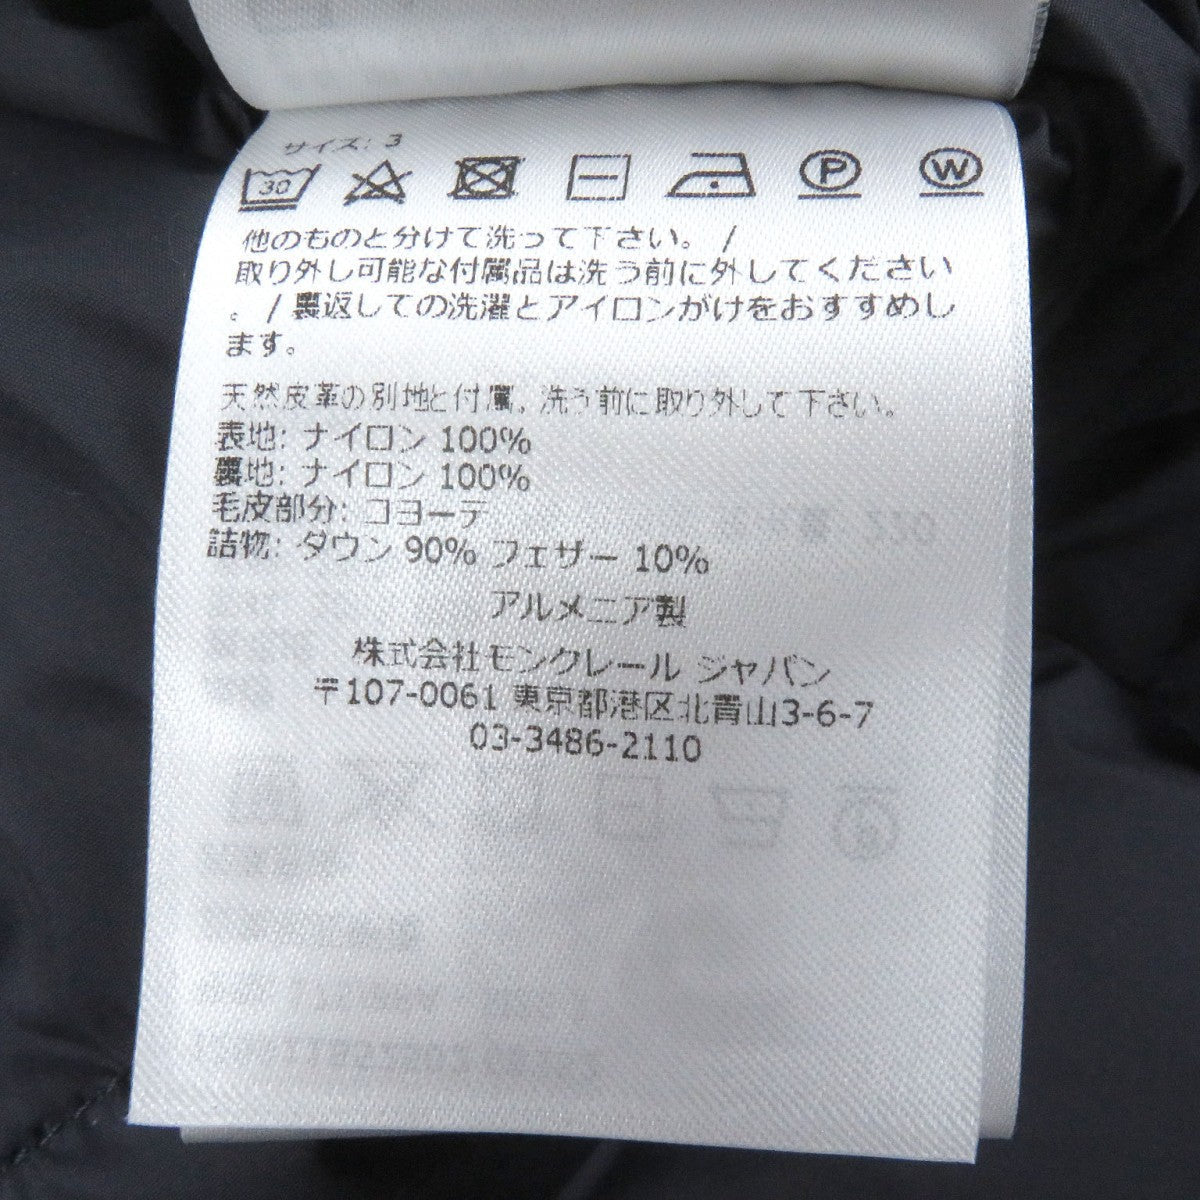 サイズ: 3
30 P W
他のものと分けて洗って下さい。 /
取り外し可能な付属品は洗う前に外してください
。 / 裏返しての洗濯とアイロンがけをおすすめし
ます。
天然皮革の別地と付属, 洗う前に取り外して下さい。
表地: ナイロン 100%
裏地: ナイロン 100%
毛皮部分: コヨーテ
詰物: ダウン 90% フェザー 10%
アルメニア製
株式会社モンクレール ジャパン
〒107-0061 東京都港区北青山3-6-7
03-3486-2110